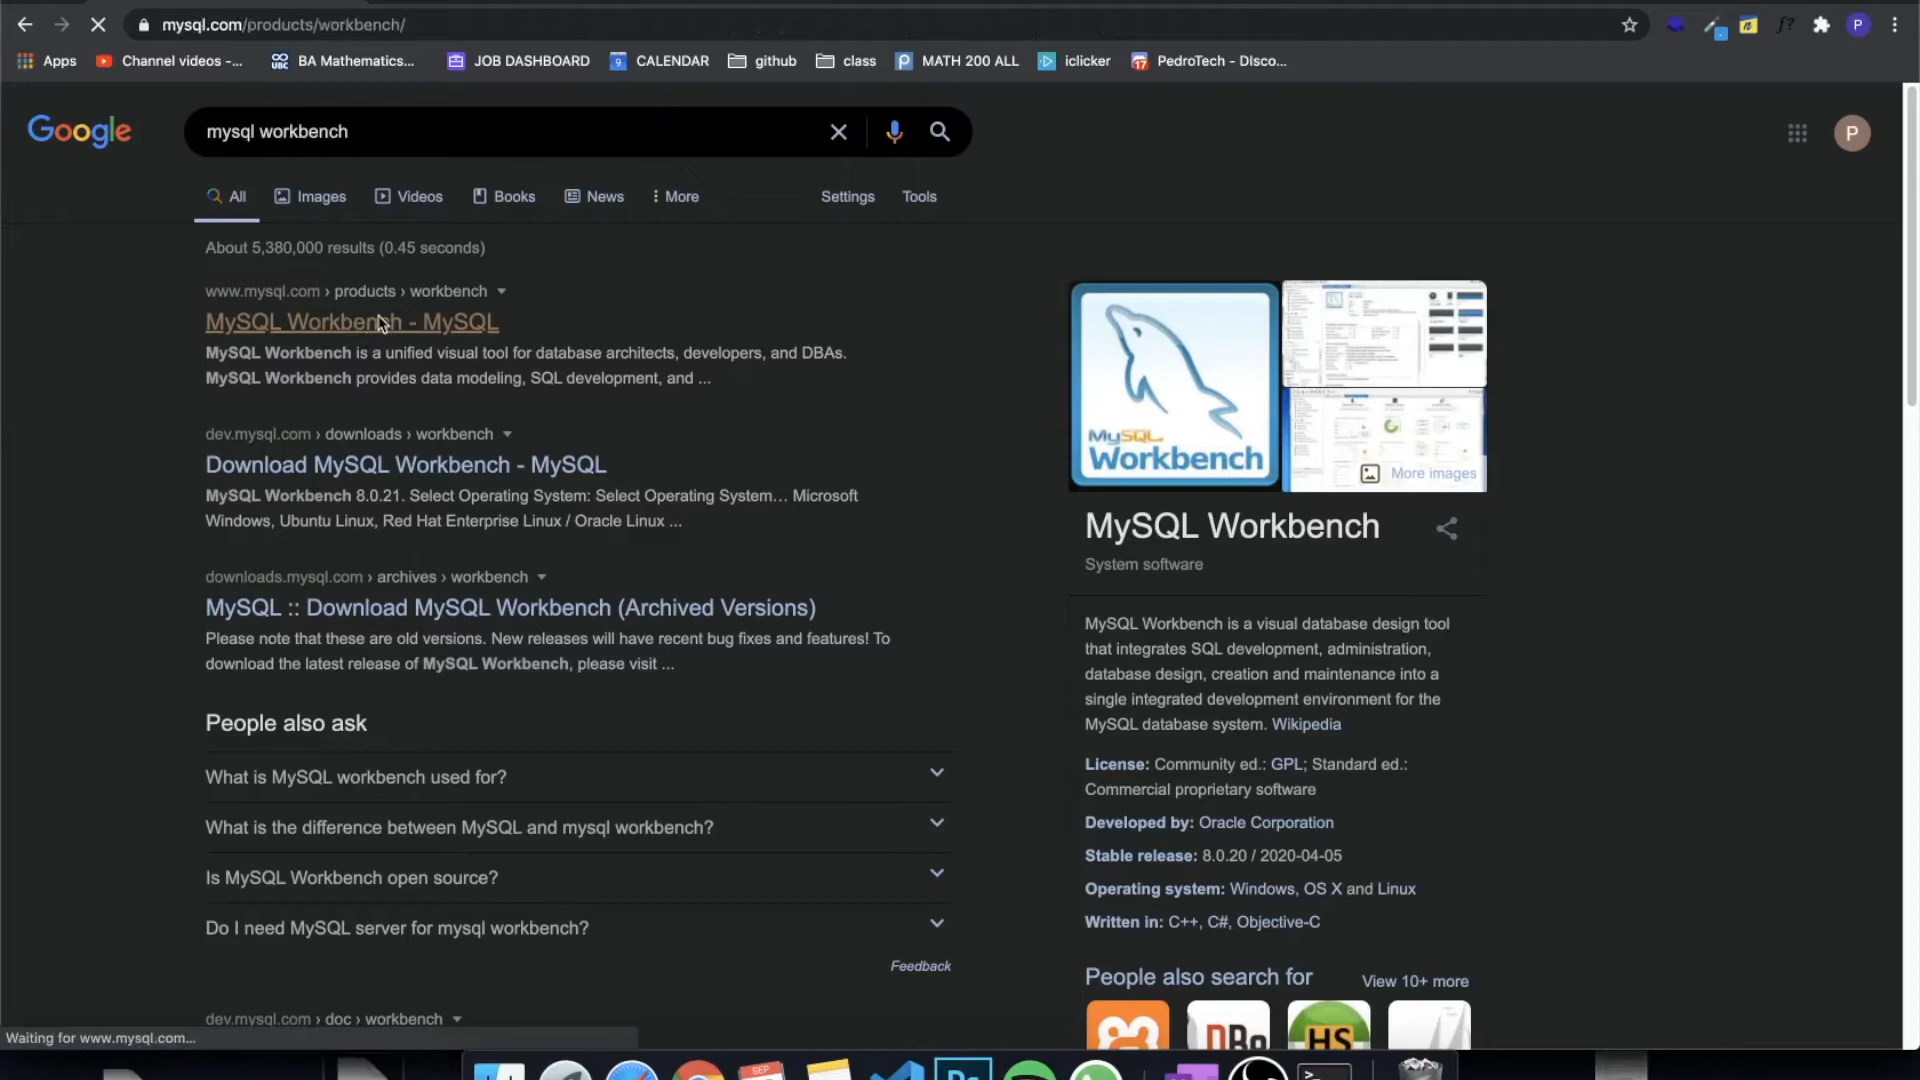 mysql.com/products/workbench/
P
Apps
Channel videos -...
UBC
BA Mathematics...
JOB DASHBOARD
9
CALENDAR
github
class
P
MATH 200 ALL
iclicker
17
PedroTech - DIsco...
Google
mysql workbench
P
All
Images
Videos
Books
News
More
Settings
Tools
About 5,380,000 results (0.45 seconds)
www.mysql.com › products › workbench
MySQL Workbench - MySQL
MySQL Workbench is a unified visual tool for database architects, developers, and DBAs.
MySQL Workbench provides data modeling, SQL development, and ...
dev.mysql.com › downloads › workbench
Download MySQL Workbench - MySQL
MySQL Workbench 8.0.21. Select Operating System: Select Operating System... Microsoft
Windows, Ubuntu Linux, Red Hat Enterprise Linux / Oracle Linux ...
downloads.mysql.com › archives › workbench
MySQL :: Download MySQL Workbench (Archived Versions)
Please note that these are old versions. New releases will have recent bug fixes and features! To
download the latest release of MySQL Workbench, please visit ...
People also ask
What is MySQL workbench used for?
What is the difference between MySQL and mysql workbench?
Is MySQL Workbench open source?
Do I need MySQL server for mysql workbench?
Feedback
dev.mysql.com › doc › workbench
Waiting for www.mysql.com...
MySQL
Workbench
More images
MySQL Workbench
System software
MySQL Workbench is a visual database design tool
that integrates SQL development, administration,
database design, creation and maintenance into a
single integrated development environment for the
MySQL database system. Wikipedia
License: Community ed.: GPL; Standard ed.:
Commercial proprietary software
Developed by: Oracle Corporation
Stable release: 8.0.20 / 2020-04-05
Operating system: Windows, OS X and Linux
Written in: C++, C#, Objective-C
People also search for
View 10+ more
HS
SEP